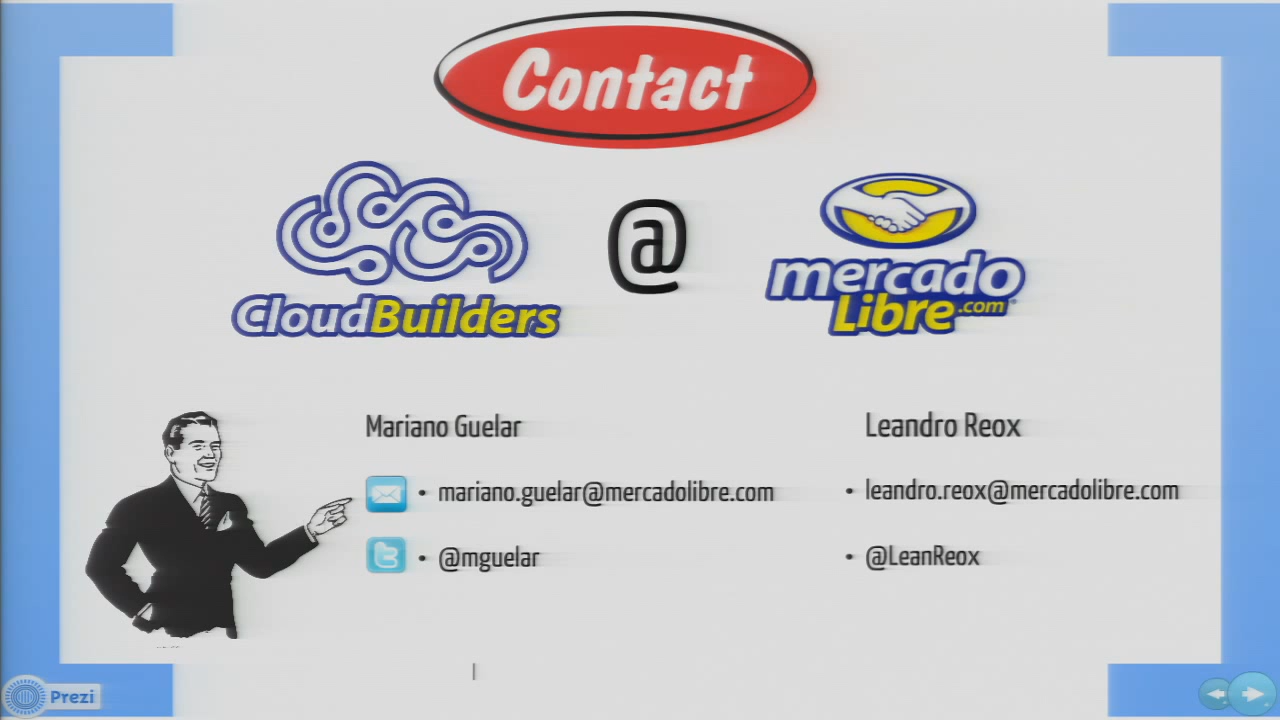 Contact
CloudBuilders
@
mercado
Libre.com
Mariano Guelar
Leandro Reox
• mariano.guelar@mercadolibre.com
• leandro.reox@mercadolibre.com
• @mguelar
• @LeanReox
Prezi